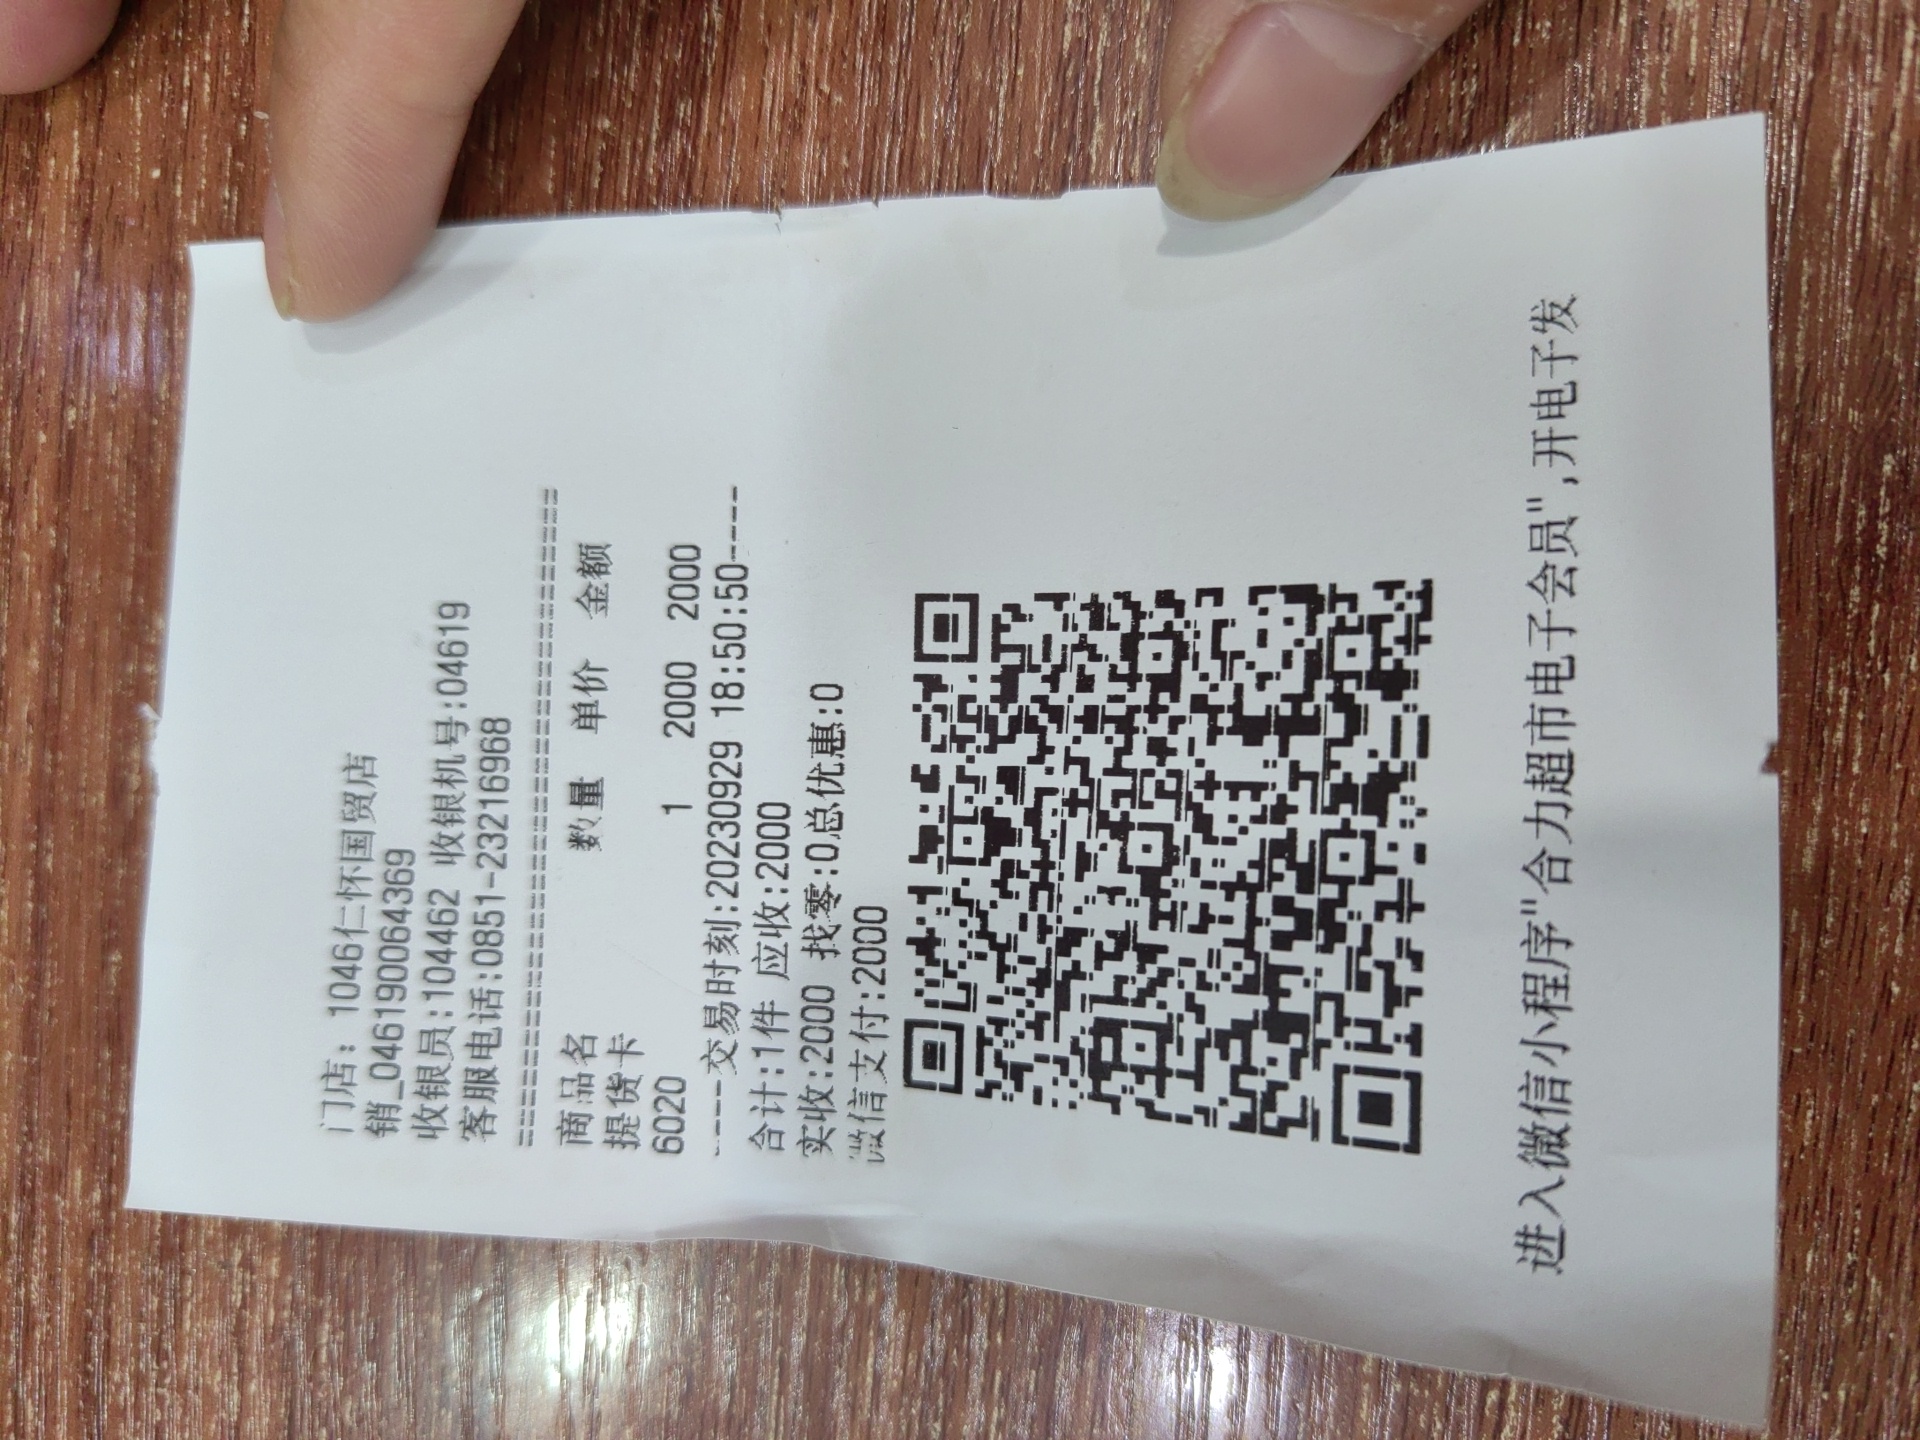 门店: 1046仁怀国贸店
销_0461900643​69
收银员:104462 收银机号:04619
客服电话:0851-23216968
======================================
商品名 数量 单价 金额
提货卡
6020 1 2000 2000
----交易时刻:20230929 18:50:50----
合计:1件 应收:2000
实收:2000 找零:0总优惠:0
微信支付:2000
进入微信小程序"合力超市电子会员",开电子发